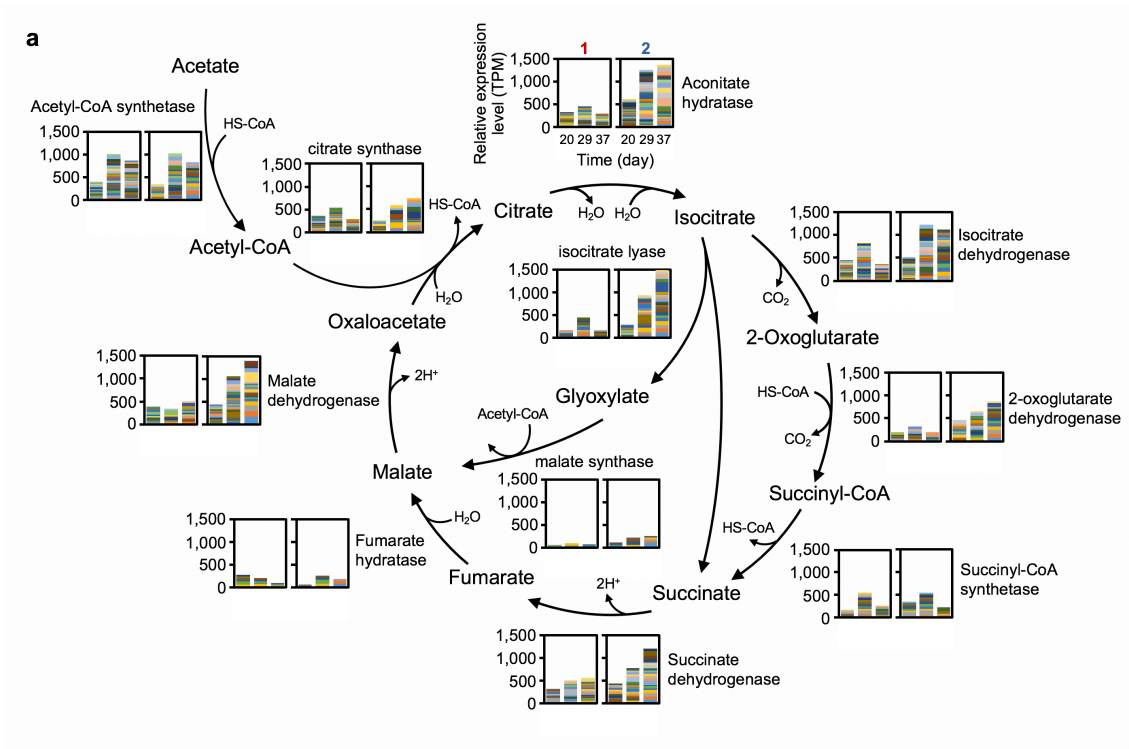 a
Acetate
Acetyl-CoA synthetase
1,500
1,000
500
0
HS-CoA
Acetyl-CoA
citrate synthase
1,500
1,000
500
0
HS-CoA
H₂O
Relative expression
level (TPM)
1
2
1,500
1,000
500
0
20 29 37
20 29 37
Time (day)
Aconitate
hydratase
Citrate
H₂O
H₂O
Isocitrate
1,500
1,000
500
0
Isocitrate
dehydrogenase
CO₂
isocitrate lyase
1,500
1,000
500
0
Oxaloacetate
2-Oxoglutarate
1,500
1,000
500
0
Malate
dehydrogenase
2H⁺
HS-CoA
CO₂
1,500
1,000
500
0
2-oxoglutarate
dehydrogenase
Glyoxylate
Acetyl-CoA
Malate
malate synthase
1,500
1,000
500
0
Succinyl-CoA
HS-CoA
1,500
1,000
500
0
Fumarate
hydratase
H₂O
Fumarate
2H⁺
Succinate
1,500
1,000
500
0
Succinyl-CoA
synthetase
1,500
1,000
500
0
Succinate
dehydrogenase